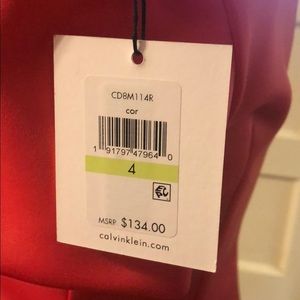 CD8M114R
cor
1 91797 47964 0
4
MSRP $134.00
calvinklein.com